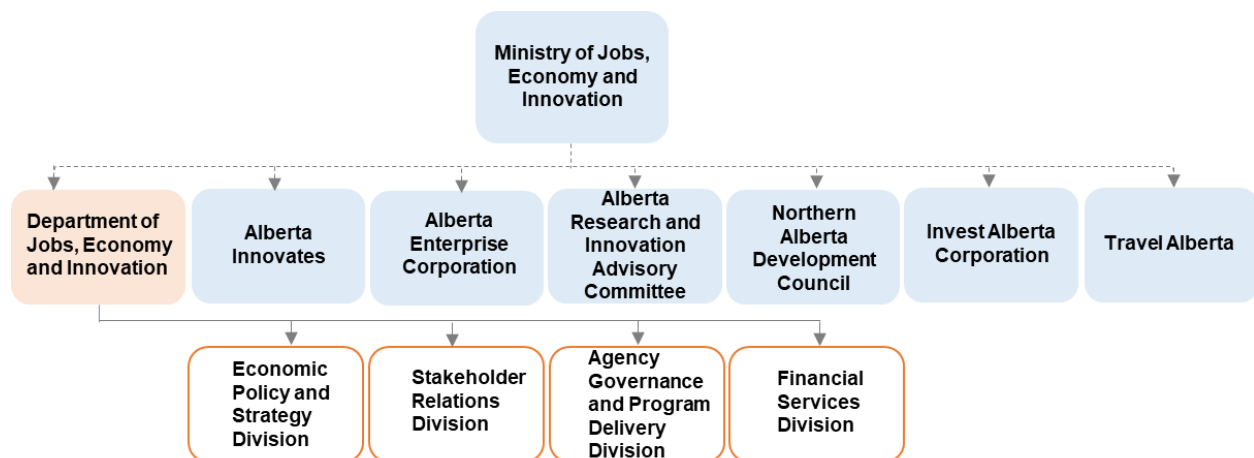 Ministry of Jobs,
Economy and
Innovation
Department of
Jobs, Economy
and Innovation
Alberta
Innovates
Alberta
Enterprise
Corporation
Alberta
Research and
Innovation
Advisory
Committee
Northern
Alberta
Development
Council
Invest Alberta
Corporation
Travel Alberta
Economic
Policy and
Strategy
Division
Stakeholder
Relations
Division
Agency
Governance
and Program
Delivery
Division
Financial
Services
Division